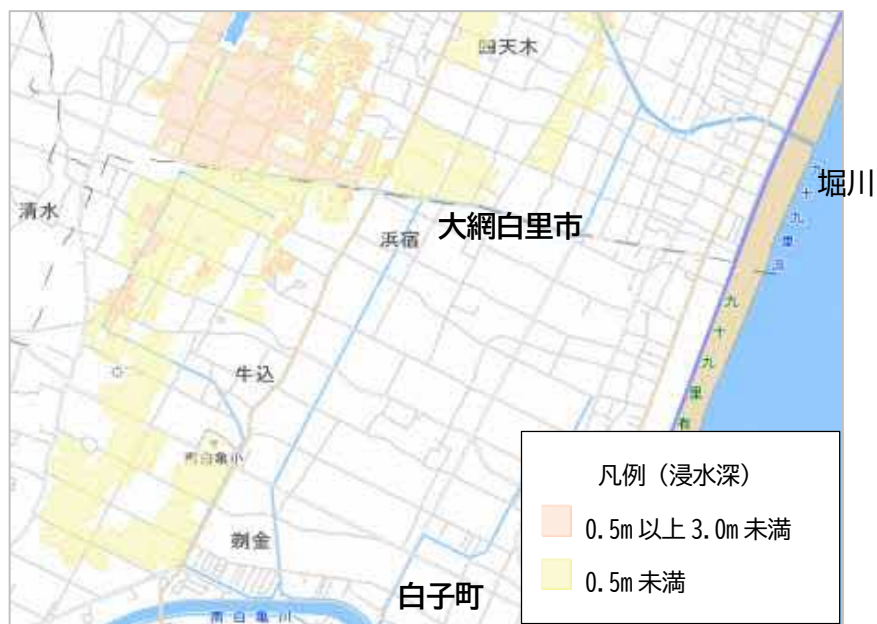 四天木
堀川
清水
浜宿
大網白里市
九十九里
牛込
南白亀小
剃金
白子町
南白亀川
凡例（浸水深）
0.5m 以上 3.0m 未満
0.5m 未満